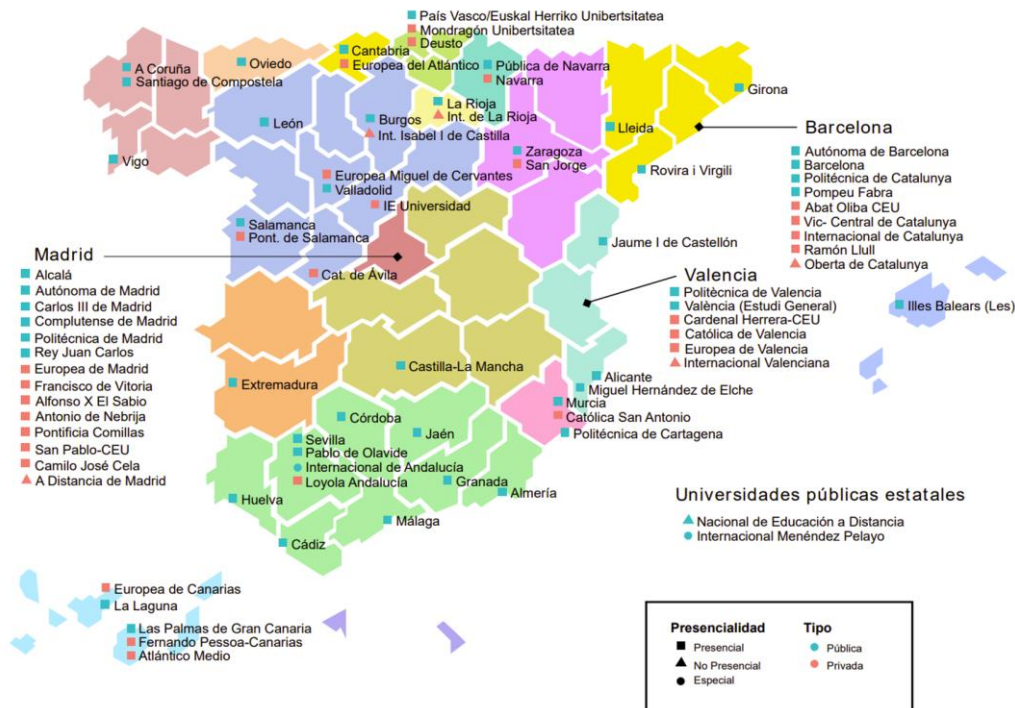 País Vasco/Euskal Herriko Unibertsitatea
Mondragón Unibertsitatea
Deusto
Cantabria
Europea del Atlántico
Pública de Navarra
Navarra
A Coruña
Santiago de Compostela
Vigo
Oviedo
León
Burgos
Int. Isabel I de Castilla
La Rioja
Int. de La Rioja
Europea Miguel de Cervantes
Valladolid
IE Universidad
Salamanca
Pont. de Salamanca
Cat. de Ávila
Zaragoza
San Jorge
Lleida
Girona
Rovira i Virgili
Barcelona
Autónoma de Barcelona
Barcelona
Politécnica de Catalunya
Pompeu Fabra
Abat Oliba CEU
Vic- Central de Catalunya
Internacional de Catalunya
Ramón Llull
Oberta de Catalunya
Madrid
Alcalá
Autónoma de Madrid
Carlos III de Madrid
Complutense de Madrid
Politécnica de Madrid
Rey Juan Carlos
Europea de Madrid
Francisco de Vitoria
Alfonso X El Sabio
Antonio de Nebrija
Pontificia Comillas
San Pablo-CEU
Camilo José Cela
A Distancia de Madrid
Jaume I de Castellón
Valencia
Politècnica de Valencia
València (Estudi General)
Cardenal Herrera-CEU
Católica de Valencia
Europea de Valencia
Internacional Valenciana
Illes Balears (Les)
Alicante
Miguel Hernández de Elche
Murcia
Católica San Antonio
Politécnica de Cartagena
Castilla-La Mancha
Extremadura
Córdoba
Jaén
Sevilla
Pablo de Olavide
Internacional de Andalucía
Loyola Andalucía
Granada
Almería
Huelva
Málaga
Cádiz
Europea de Canarias
La Laguna
Las Palmas de Gran Canaria
Fernando Pessoa-Canarias
Atlántico Medio
Universidades públicas estatales
Nacional de Educación a Distancia
Internacional Menéndez Pelayo
Presencialidad
Presencial
No Presencial
Especial
Tipo
Pública
Privada